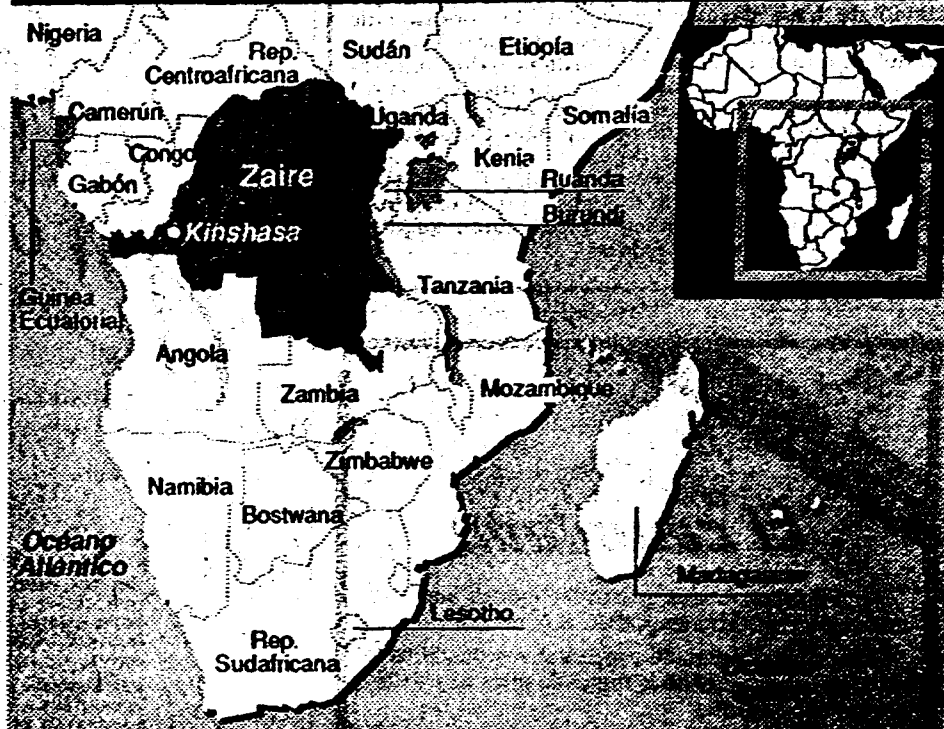 Nigeria
Rep.
Centroafricana
Sudán
Etiopía
Camerún
Uganda
Somalia
Congo
Kenia
Gabón
Zaire
Ruanda
Burundi
Kinshasa
Tanzania
Guinea
Ecuatorial
Angola
Zambia
Mozambique
Zimbabwe
Namibia
Bostwana
Océano
Atlántico
Madagascar
Lesotho
Rep.
Sudafricana